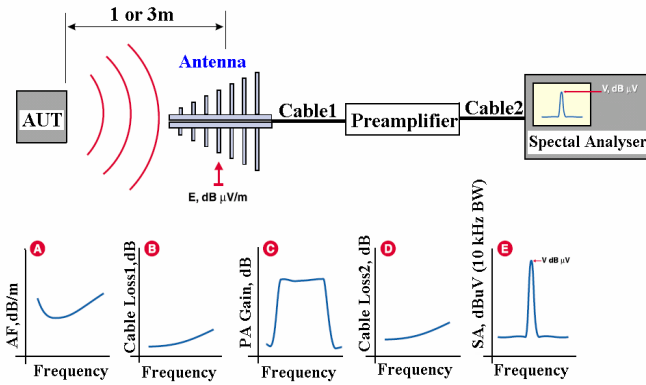 1 or 3m
Antenna
AUT
Cable1
Preamplifier
Cable2
V, dB μV
Spectal Analyser
E, dB μV/m
A
AF,dB/m
Frequency
B
Cable Loss1,dB
Frequency
C
PA Gain, dB
Frequency
D
Cable Loss2, dB
Frequency
E
SA, dBuV (10 kHz BW)
V dB μV
Frequency